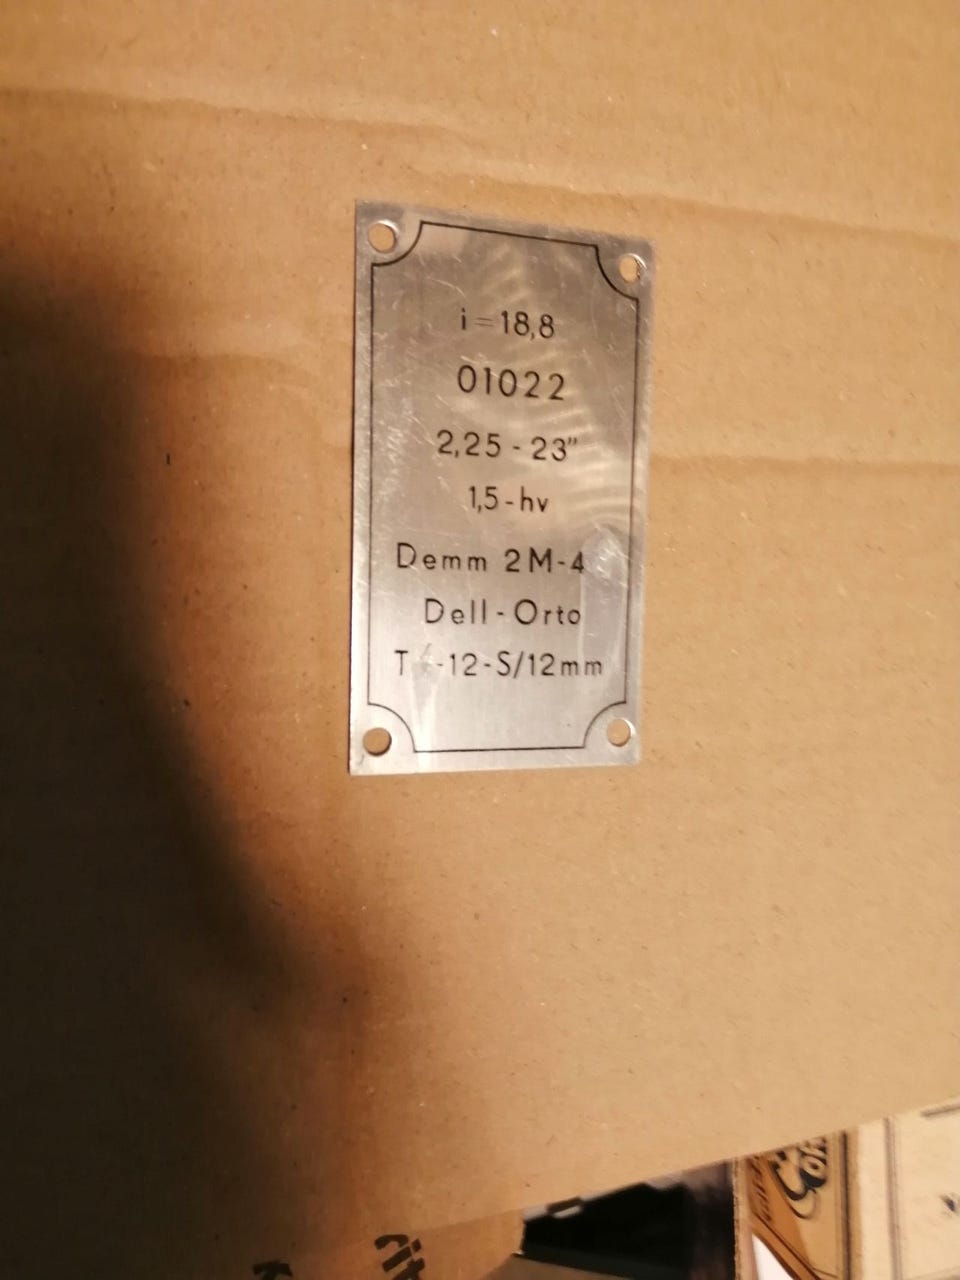 i=18,8
01022
2,25 - 23"
1,5-hv
Demm 2M-4
Dell-Orto
-12-S/12mm